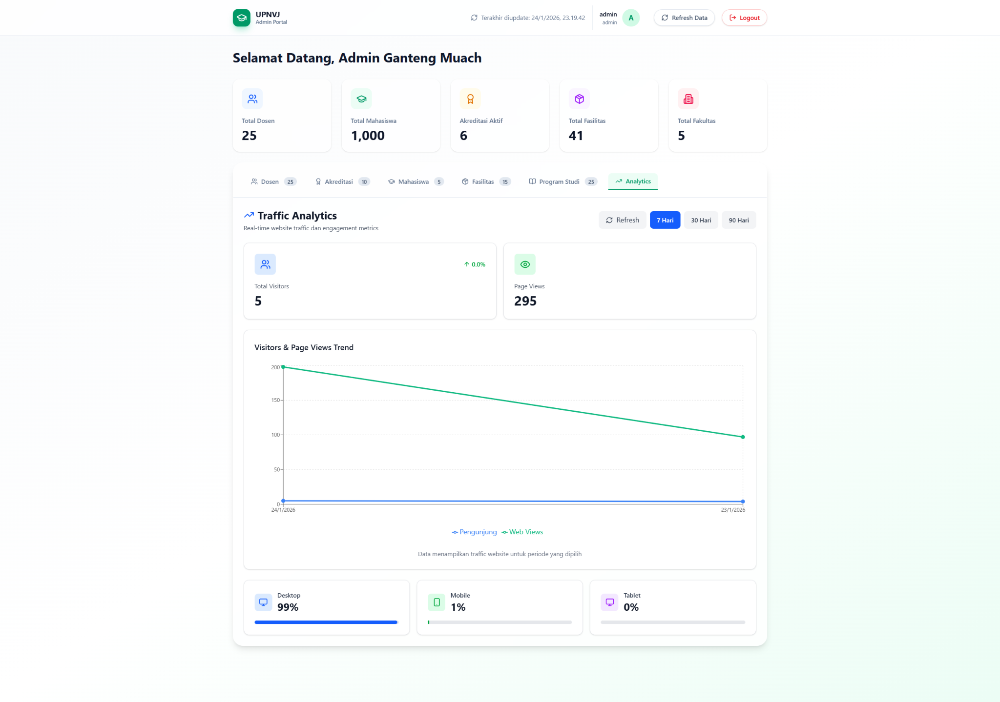 UPNVJ
Admin Portal
Terakhir diupdate: 24/1/2026, 23.19.42
admin
admin
A
Refresh Data
Logout
Selamat Datang, Admin Ganteng Muach
Total Dosen
25
Total Mahasiswa
1,000
Akreditasi Aktif
6
Total Fasilitas
41
Total Fakultas
5
Dosen 25
Akreditasi 10
Mahasiswa 5
Fasilitas 15
Program Studi 25
Analytics
Traffic Analytics
Real-time website traffic dan engagement metrics
Refresh
7 Hari
30 Hari
90 Hari
↑ 0.0%
Total Visitors
5
Page Views
295
Visitors & Page Views Trend
200
150
100
50
0
24/1/2026
23/1/2026
Pengunjung
Web Views
Data menampilkan traffic website untuk periode yang dipilih
Desktop
99%
Mobile
1%
Tablet
0%